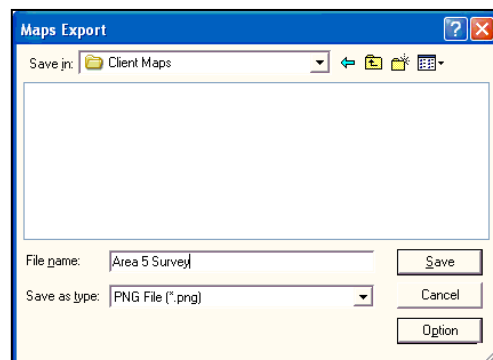 Maps Export
Save in: Client Maps
File name: Area 5 Survey Save
Save as type: PNG File (*.png) Cancel
Option